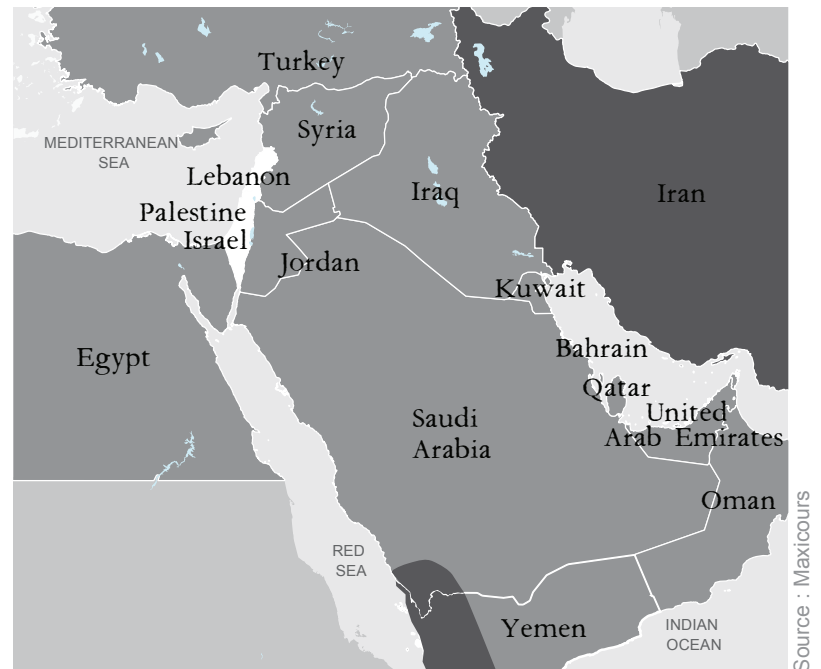 Turkey
Syria
MEDITERRANEAN
SEA
Lebanon
Palestine
Israel
Iraq
Iran
Jordan
Kuwait
Egypt
Bahrain
Qatar
United
Arab Emirates
Saudi
Arabia
Oman
RED
SEA
Yemen
INDIAN
OCEAN
Source : Maxicours